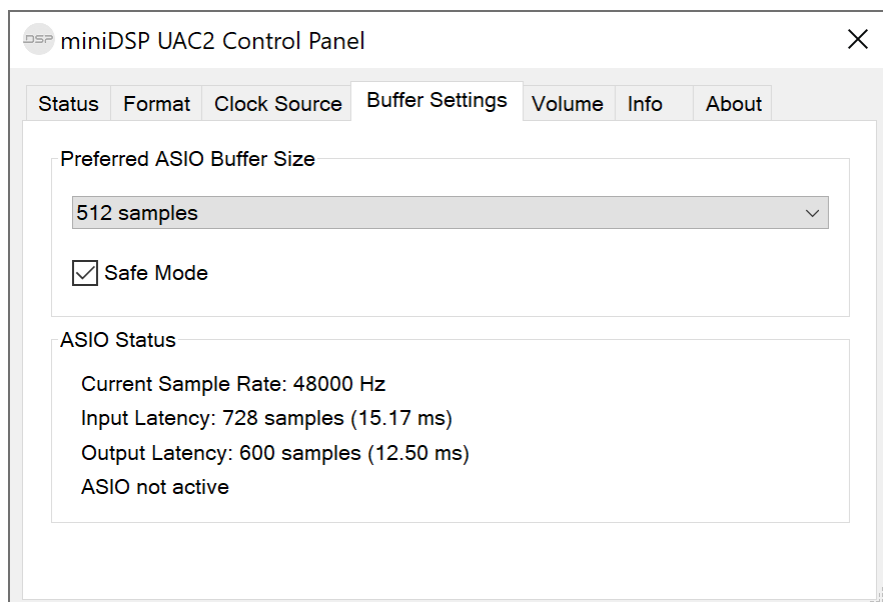 DSP miniDSP UAC2 Control Panel
Status Format Clock Source Buffer Settings Volume Info About
Preferred ASIO Buffer Size
512 samples
Safe Mode
ASIO Status
Current Sample Rate: 48000 Hz
Input Latency: 728 samples (15.17 ms)
Output Latency: 600 samples (12.50 ms)
ASIO not active